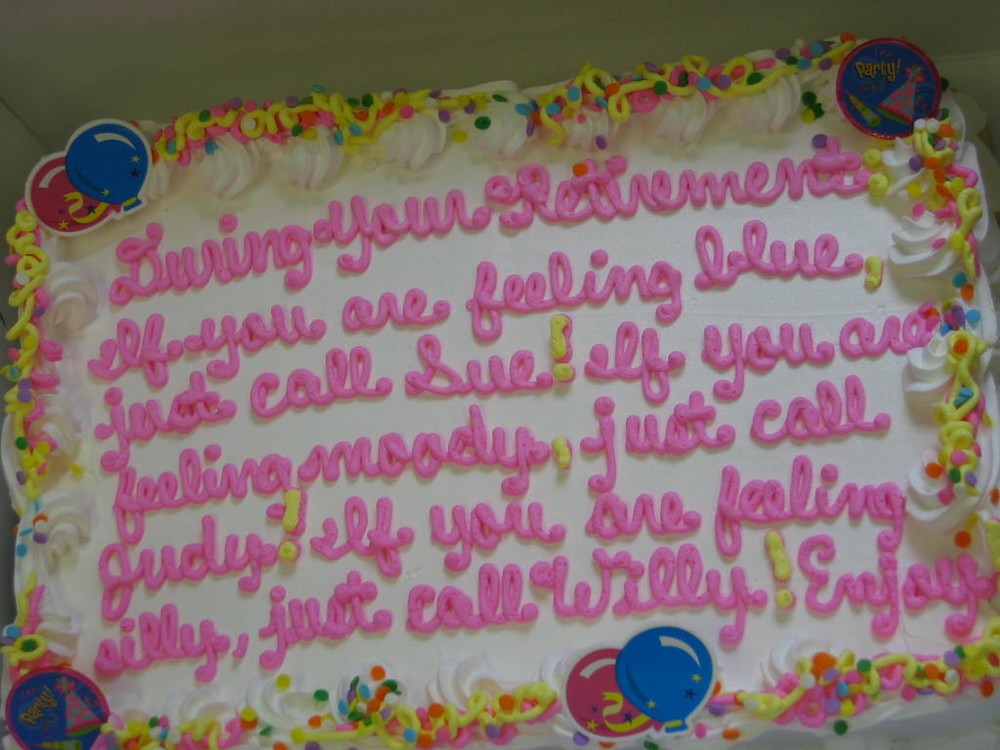 Party!
During your Retirement
If you are feeling blue,
just call Sue! If you are
feeling moody, just call
Judy! If you are feeling
silly, just call Willy! Enjoy
Party!